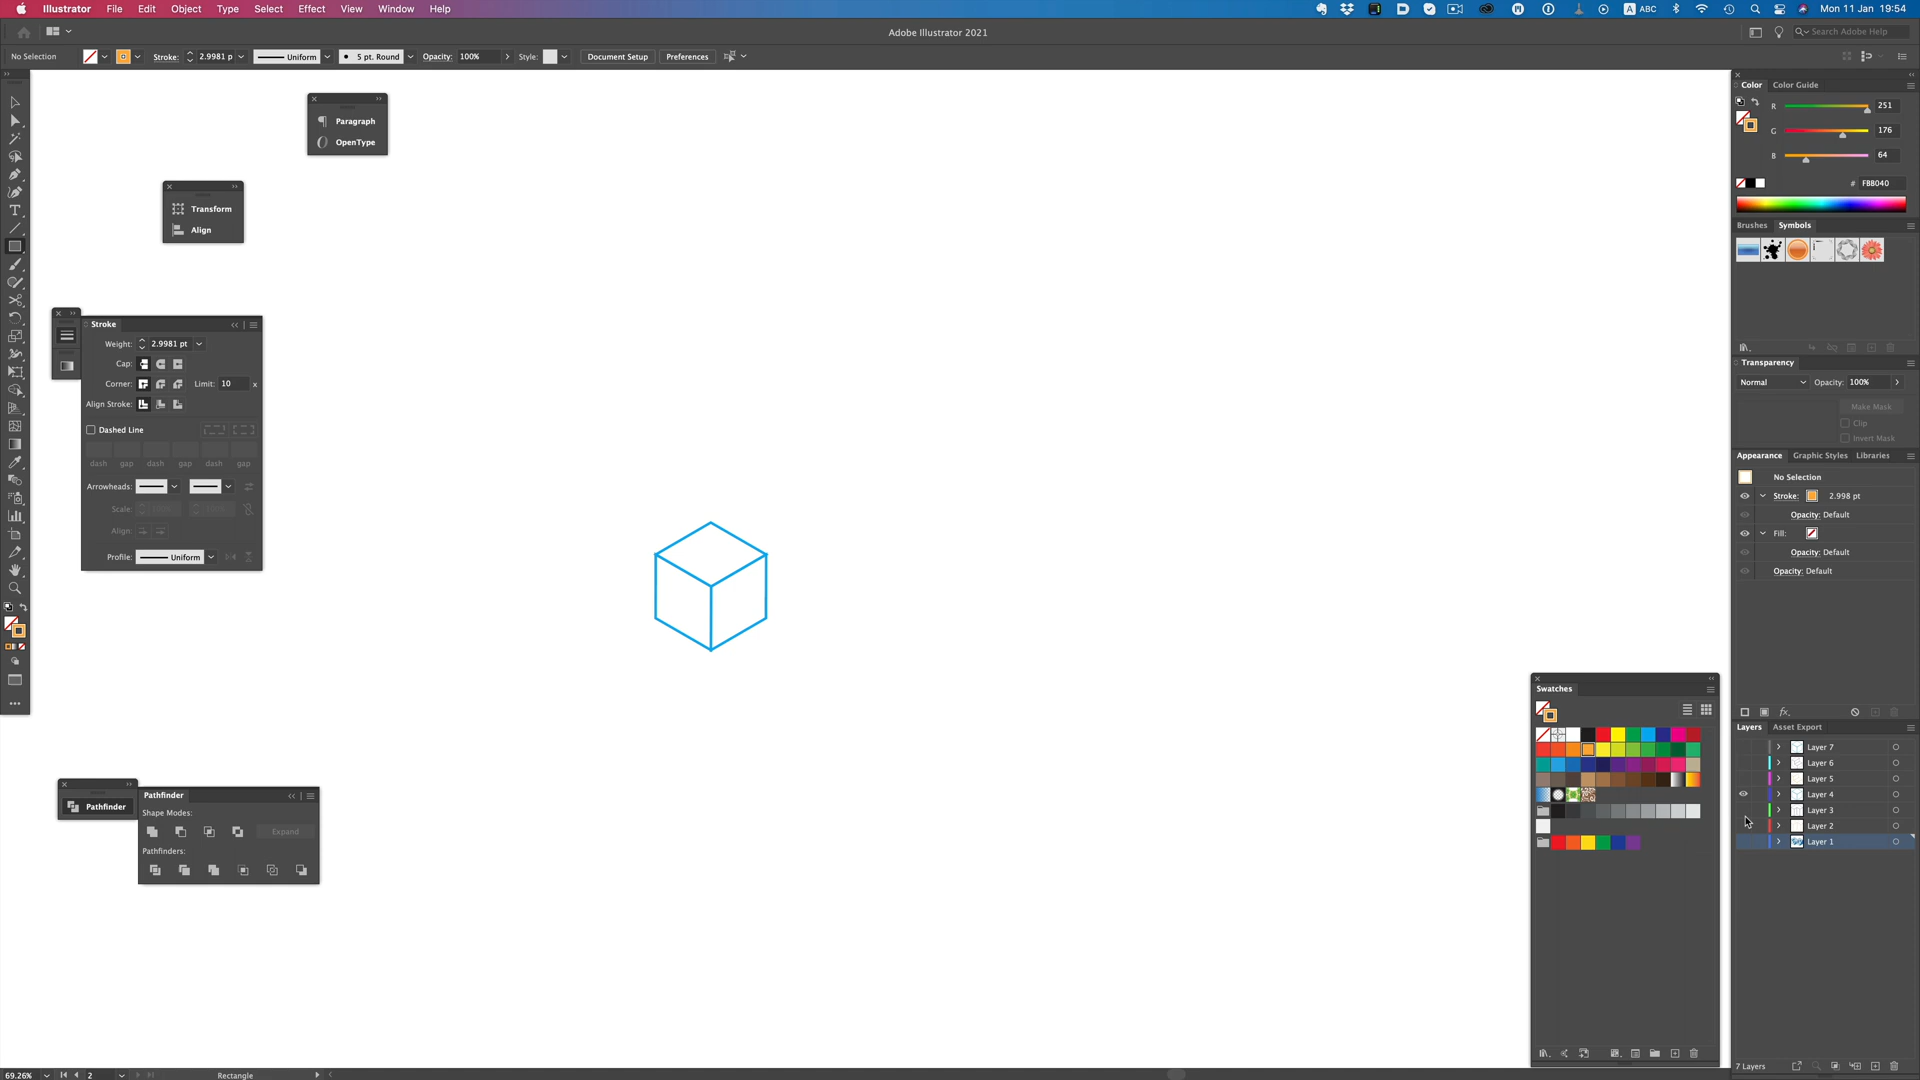 Illustrator File Edit Object Type Select Effect View Window Help
ABC Mon 11 Jan 19:54
Adobe Illustrator 2021
Search Adobe Help
No Selection
Stroke: 2.9981 p
Uniform
5 pt. Round
Opacity: 100%
Style:
Document Setup
Preferences
Paragraph
OpenType
Transform
Align
Stroke
Weight: 2.9981 pt
Cap:
Corner: Limit: 10 x
Align Stroke:
Dashed Line
dash gap dash gap dash gap
Arrowheads:
Scale:
Align:
Profile: Uniform
Pathfinder
Pathfinder
Shape Modes:
Expand
Pathfinders:
Color Color Guide
R 251
G 176
B 64
# FBB040
Brushes Symbols
Transparency
Normal Opacity: 100%
Make Mask
Clip
Invert Mask
Appearance Graphic Styles Libraries
No Selection
Stroke: 2.998 pt
Opacity: Default
Fill:
Opacity: Default
Opacity: Default
Swatches
Layers Asset Export
Layer 7
Layer 6
Layer 5
Layer 4
Layer 3
Layer 2
Layer 1
7 Layers
69.26% 2 Rectangle